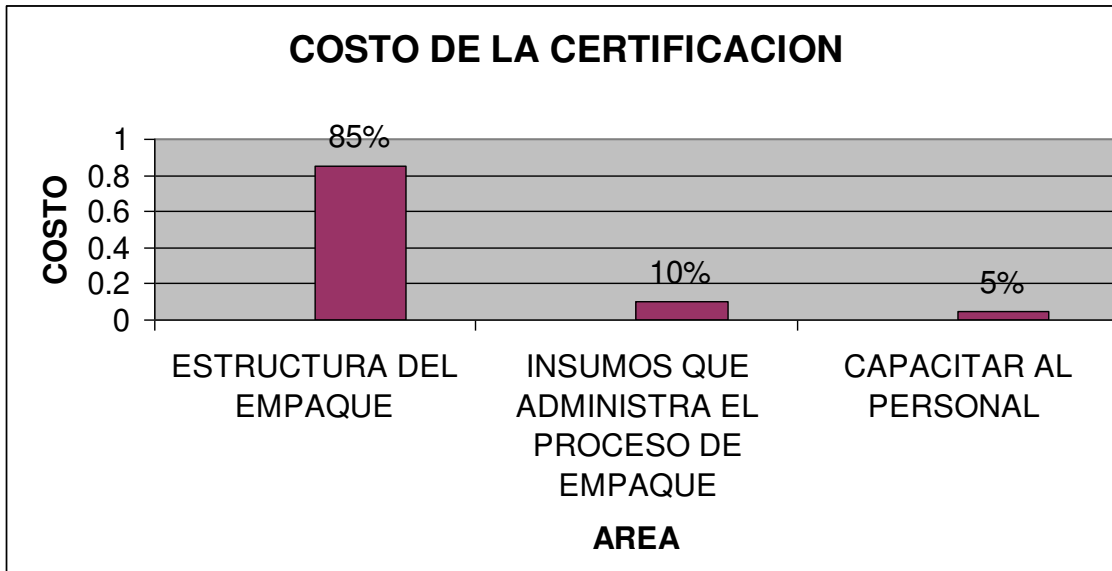 COSTO DE LA CERTIFICACION
COSTO
1
0.8
0.6
0.4
0.2
0
85%
10%
5%
ESTRUCTURA DEL
EMPAQUE
INSUMOS QUE
ADMINISTRA EL
PROCESO DE
EMPAQUE
CAPACITAR AL
PERSONAL
AREA